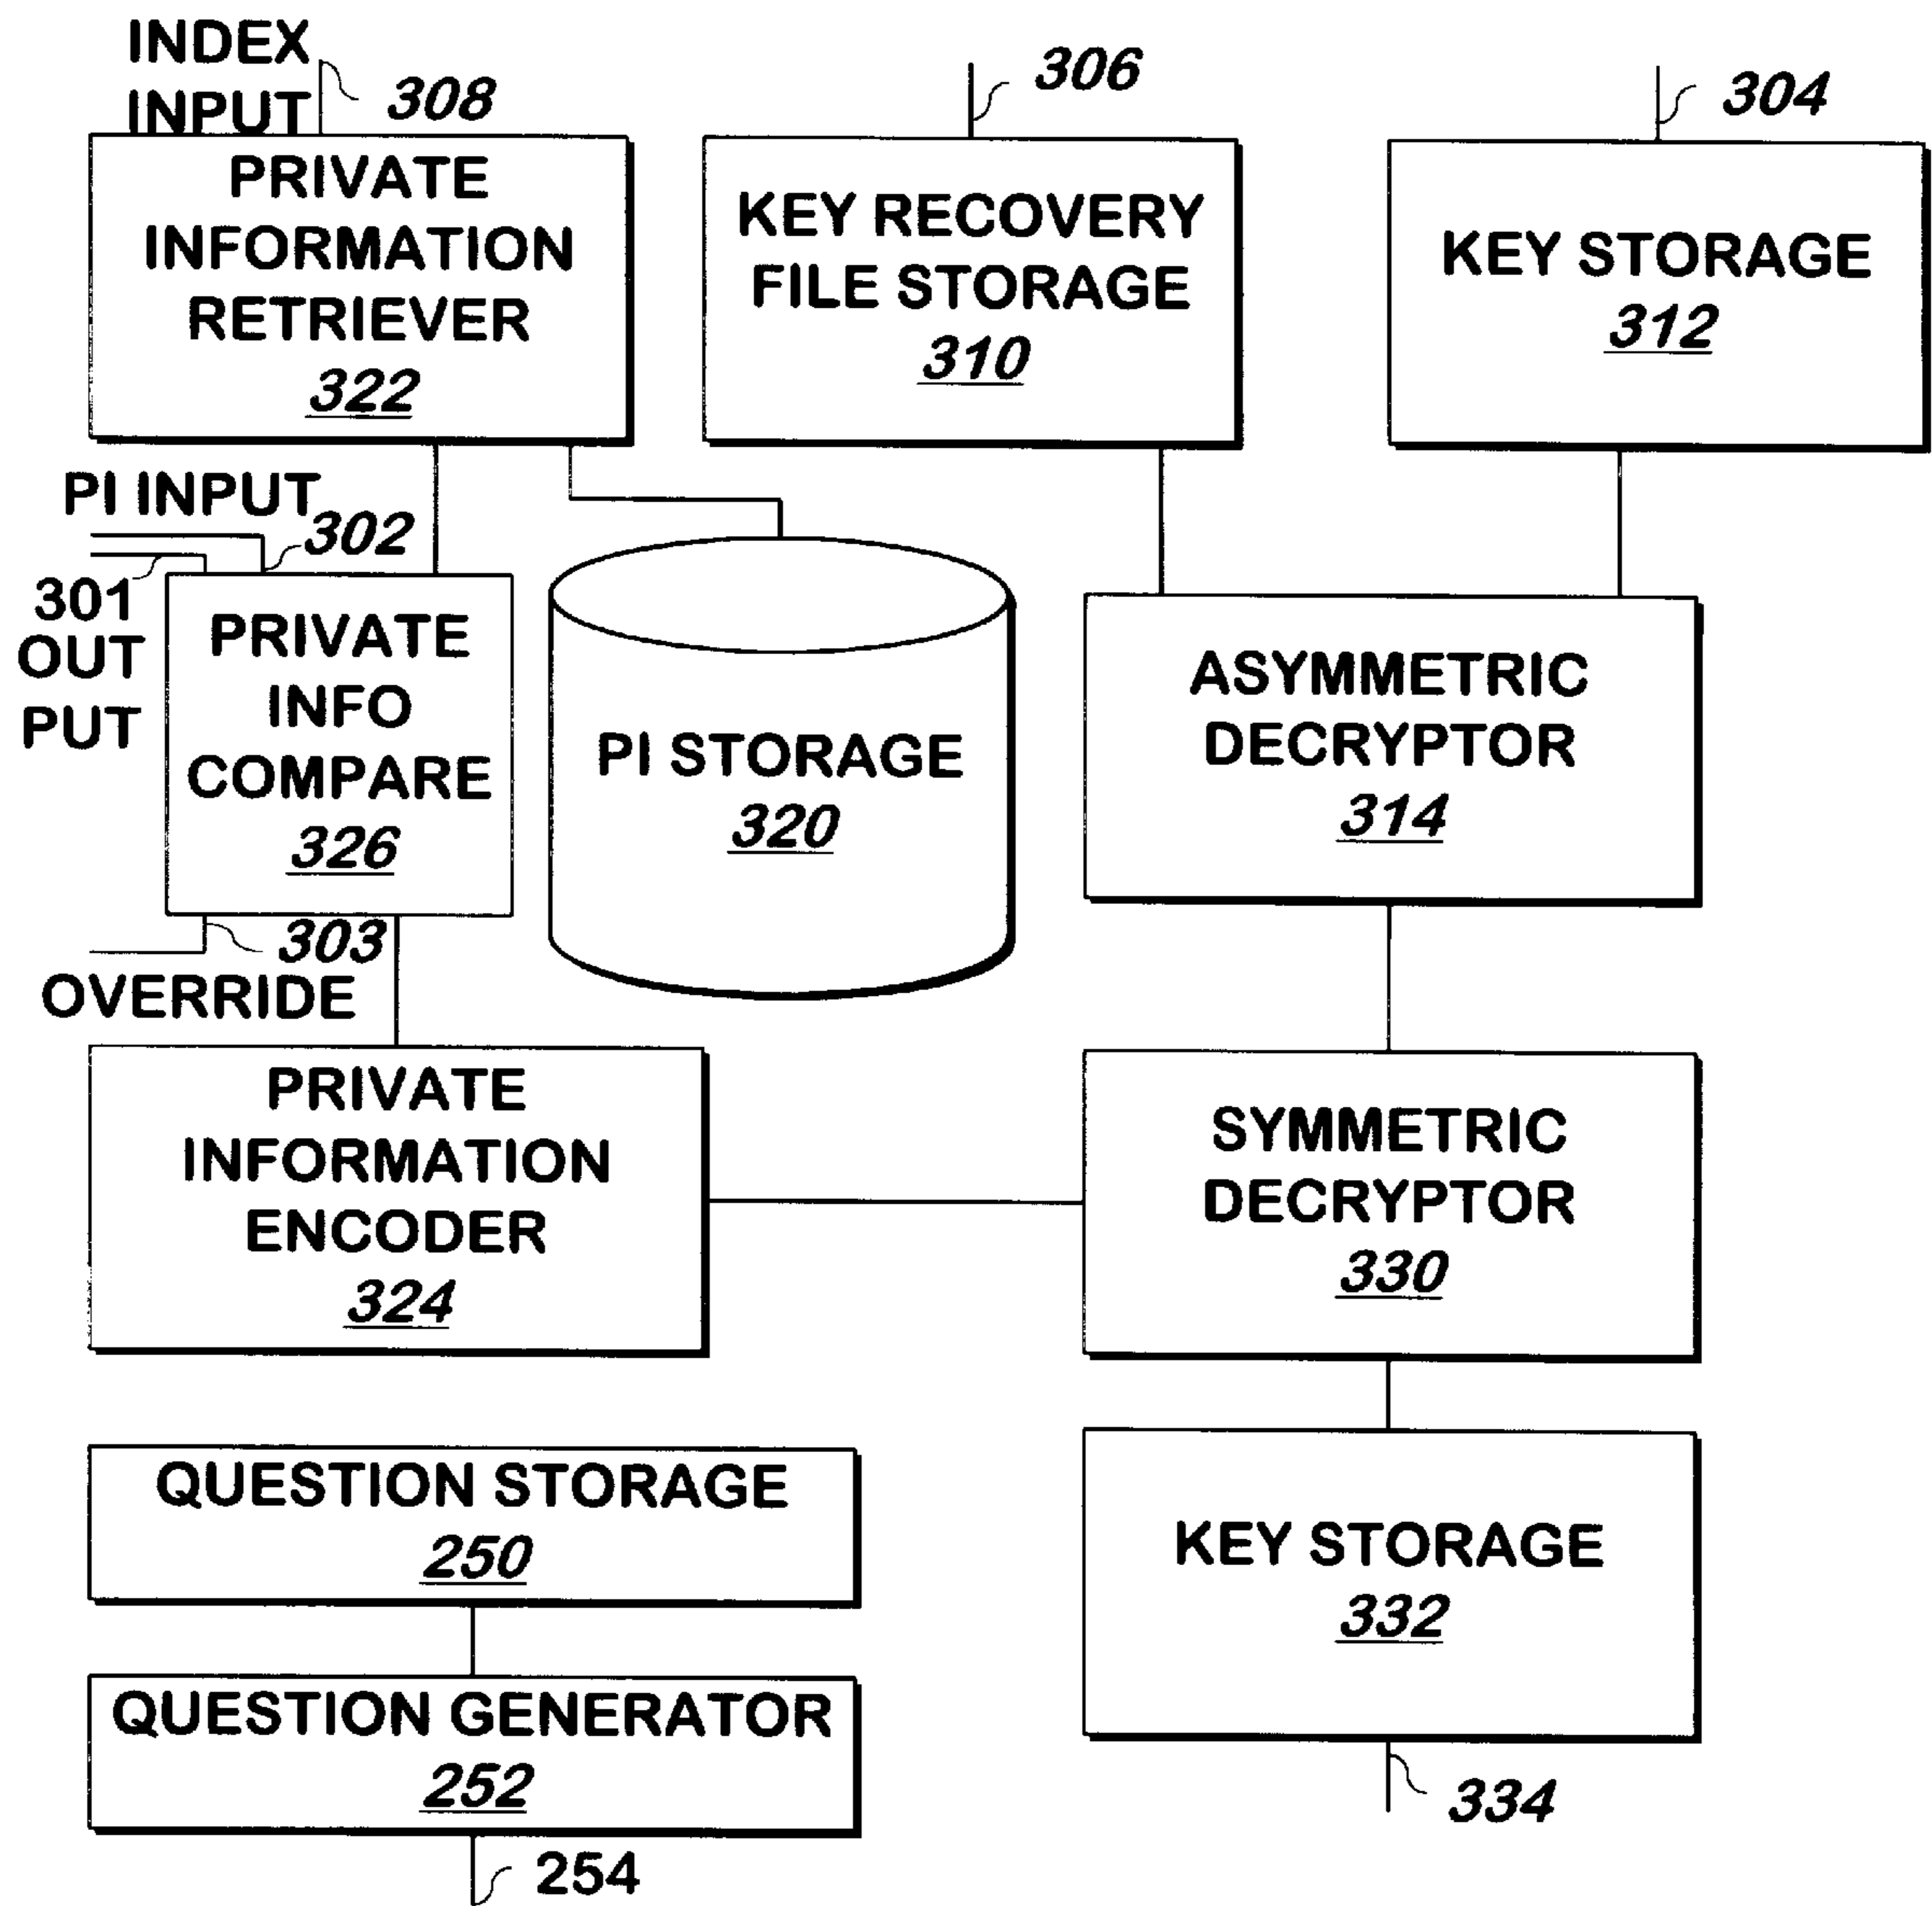 INDEX
INPUT
308
306
304
PRIVATE
INFORMATION
RETRIEVER
322
KEY RECOVERY
FILE STORAGE
310
KEY STORAGE
312
PI INPUT
302
301
OUT
PUT
PRIVATE
INFO
COMPARE
326
PI STORAGE
320
ASYMMETRIC
DECRYPTOR
314
303
OVERRIDE
PRIVATE
INFORMATION
ENCODER
324
SYMMETRIC
DECRYPTOR
330
QUESTION STORAGE
250
KEY STORAGE
332
QUESTION GENERATOR
252
334
254